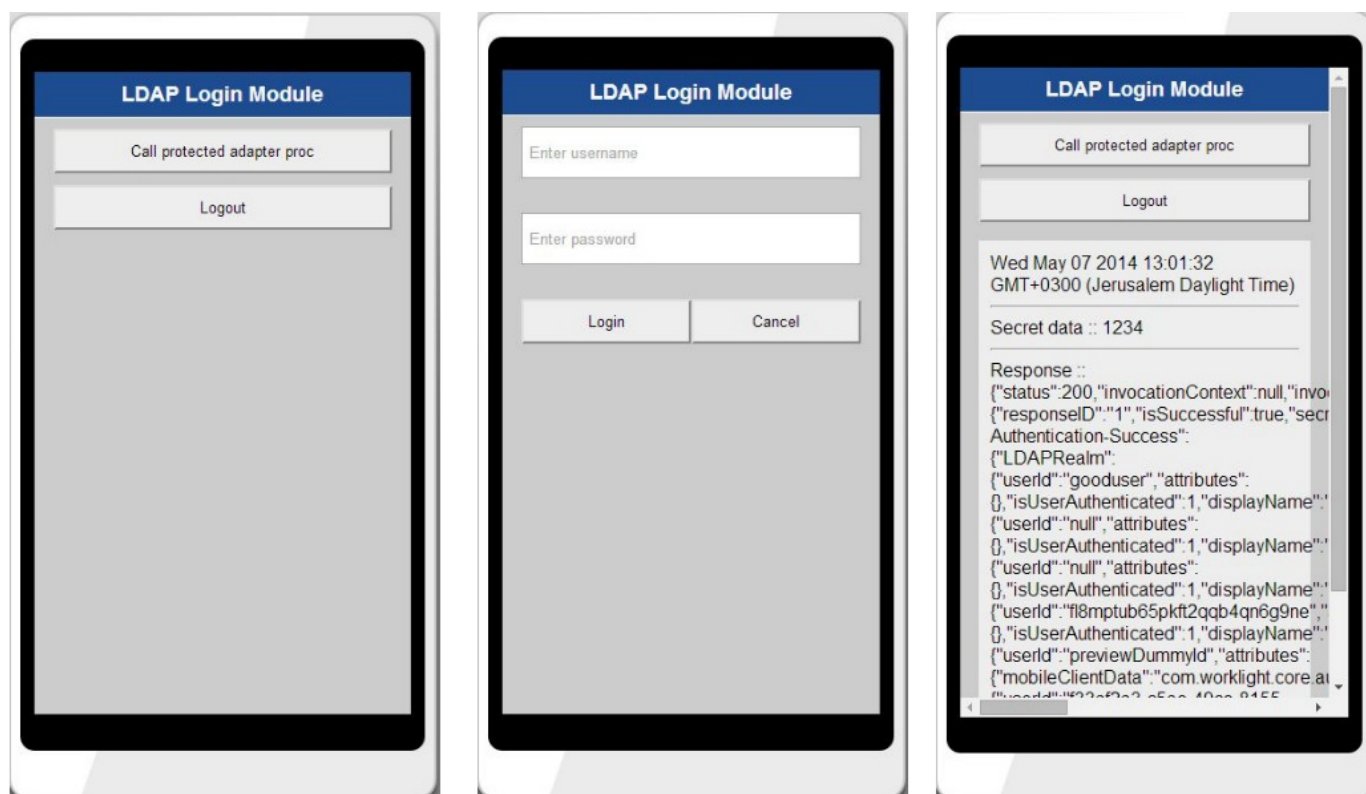 LDAP Login Module
Call protected adapter proc
Logout
LDAP Login Module
Enter username
Enter password
Login
Cancel
LDAP Login Module
Call protected adapter proc
Logout
Wed May 07 2014 13:01:32
GMT+0300 (Jerusalem Daylight Time)
Secret data :: 1234
Response ::
{"status":200,"invocationContext":null,"invo
{"responseID":"1","isSuccessful":true,"secr
Authentication-Success":
{"LDAPRealm":
{"userId":"gooduser","attributes":
{},"isUserAuthenticated":1,"displayName":"
{"userId":"null","attributes":
{},"isUserAuthenticated":1,"displayName":"
{"userId":"null","attributes":
{},"isUserAuthenticated":1,"displayName":"
{"userId":"fl8mptub65pkft2qqb4qn6g9ne","
{},"isUserAuthenticated":1,"displayName":"
{"userId":"previewDummyId","attributes":
{"mobileClientData":"com.worklight.core.au